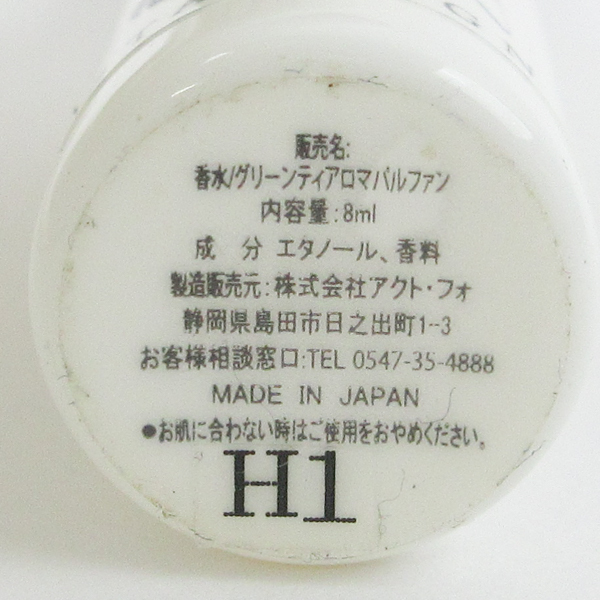 販売名:
香水/グリーンティアロマパルファン
内容量:8ml
成 分 エタノール、香料
製造販売元:株式会社アクト・フォ
静岡県島田市日之出町1-3
お客様相談窓口:TEL 0547-35-4888
MADE IN JAPAN
●お肌に合わない時はご使用をおやめください。
H1